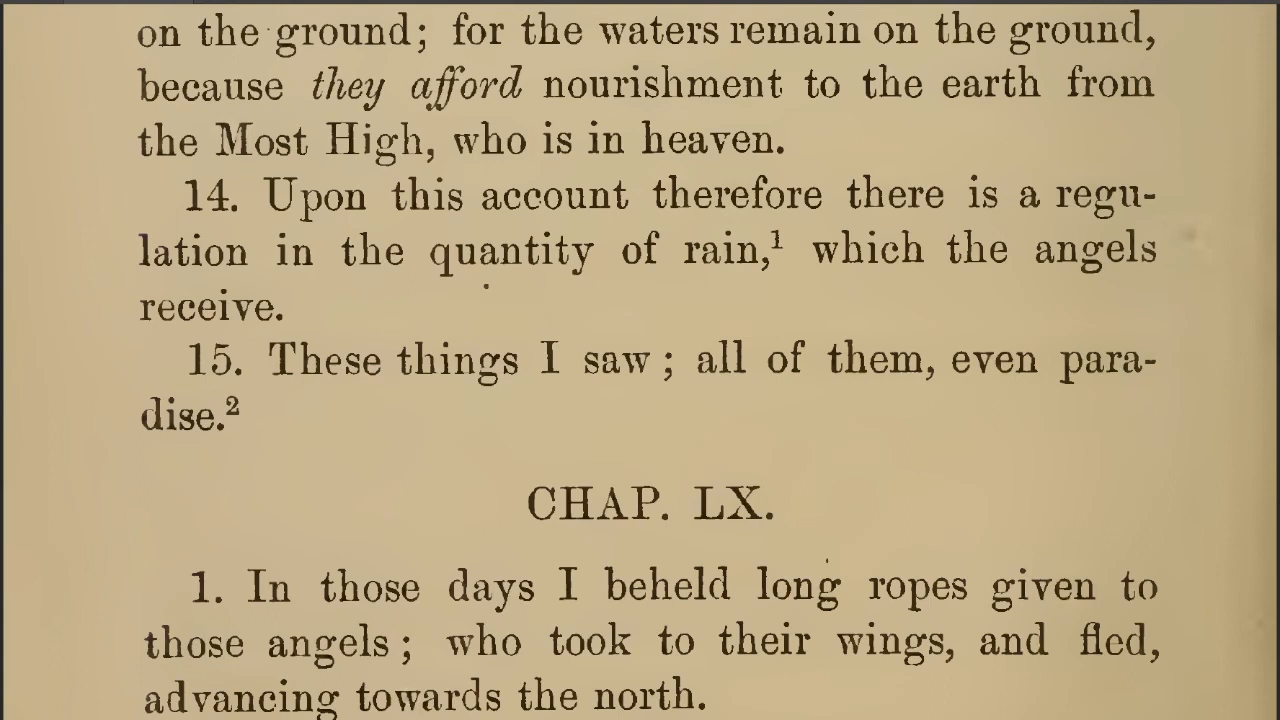 on the ground; for the waters remain on the ground,
because they afford nourishment to the earth from
the Most High, who is in heaven.
14. Upon this account therefore there is a regu-
lation in the quantity of rain,¹ which the angels
receive.
15. These things I saw; all of them, even para-
dise.²
CHAP. LX.
1. In those days I beheld long ropes given to
those angels; who took to their wings, and fled,
advancing towards the north.